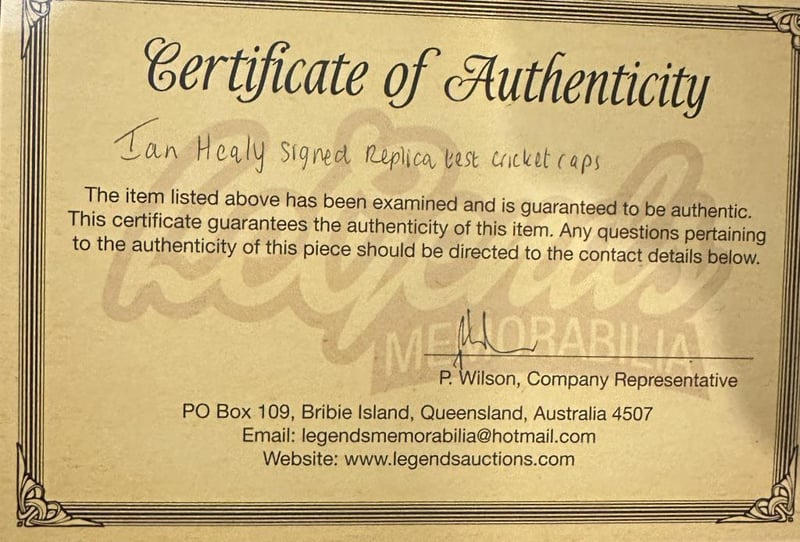 Certificate of Authenticity
Ian Healy Signed Replica test cricket caps
The item listed above has been examined and is guaranteed to be authentic.
This certificate guarantees the authenticity of this item. Any questions pertaining
to the authenticity of this piece should be directed to the contact details below.
Legends
MEMORABILIA
P. Wilson, Company Representative
PO Box 109, Bribie Island, Queensland, Australia 4507
Email: legendsmemorabilia@hotmail.com
Website: www.legendsauctions.com